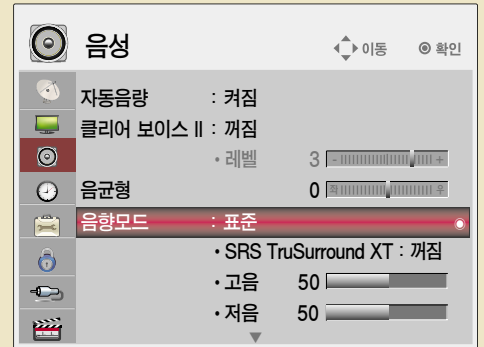 음성 이동 확인
자동음량 : 켜짐
클리어 보이스 II : 꺼짐
• 레벨 3 - +
음균형 0 좌 우
음향모드 : 표준
• SRS TruSurround XT : 꺼짐
• 고음 50
• 저음 50